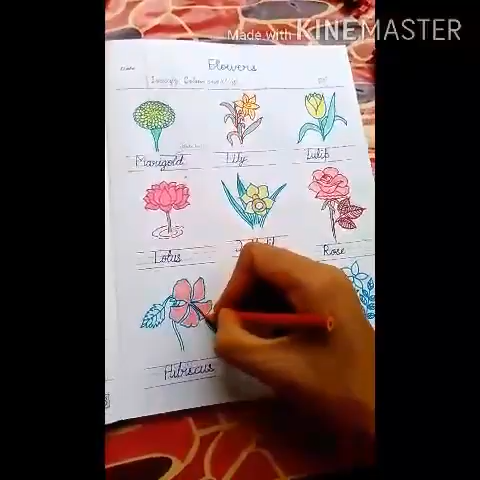 Made with KINEMASTER
Flowers
Marigold Lily Tulip
Lotus Rose
Hibiscus